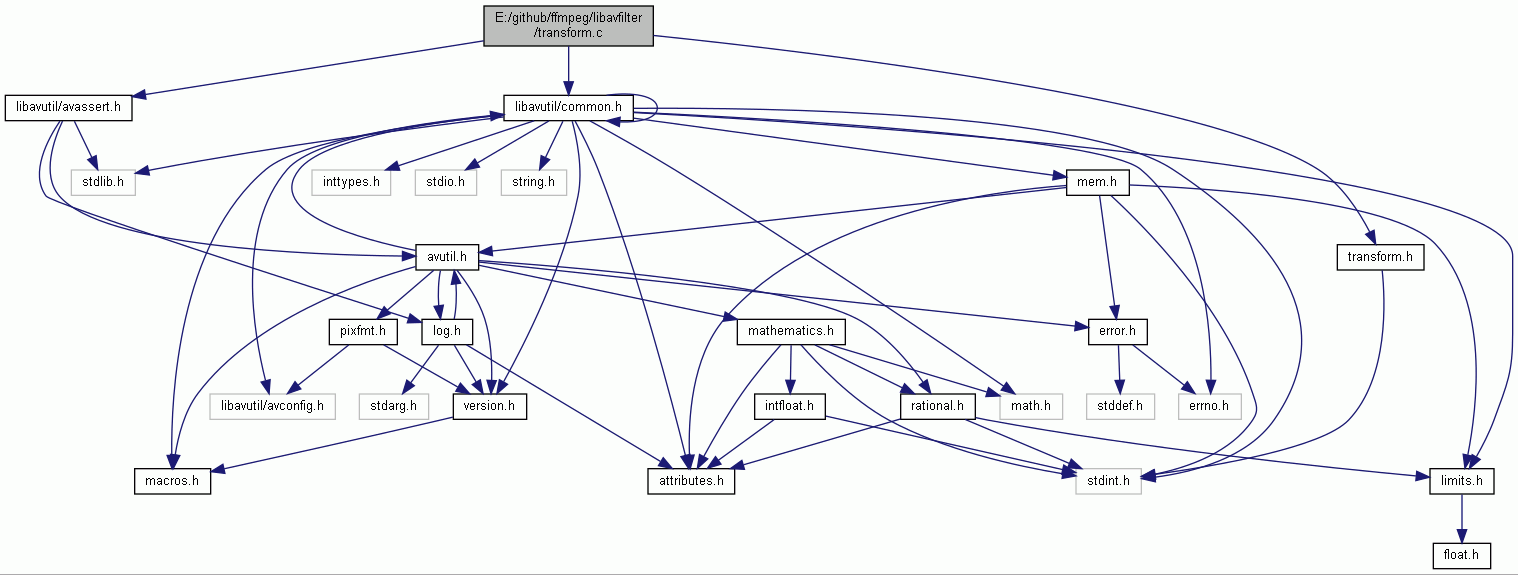 E:/github/ffmpeg/libavfilter
/transform.c
libavutil/avassert.h
libavutil/common.h
stdlib.h
inttypes.h
stdio.h
string.h
mem.h
avutil.h
transform.h
pixfmt.h
log.h
mathematics.h
error.h
libavutil/avconfig.h
stdarg.h
version.h
intfloat.h
rational.h
math.h
stddef.h
errno.h
macros.h
attributes.h
stdint.h
limits.h
float.h